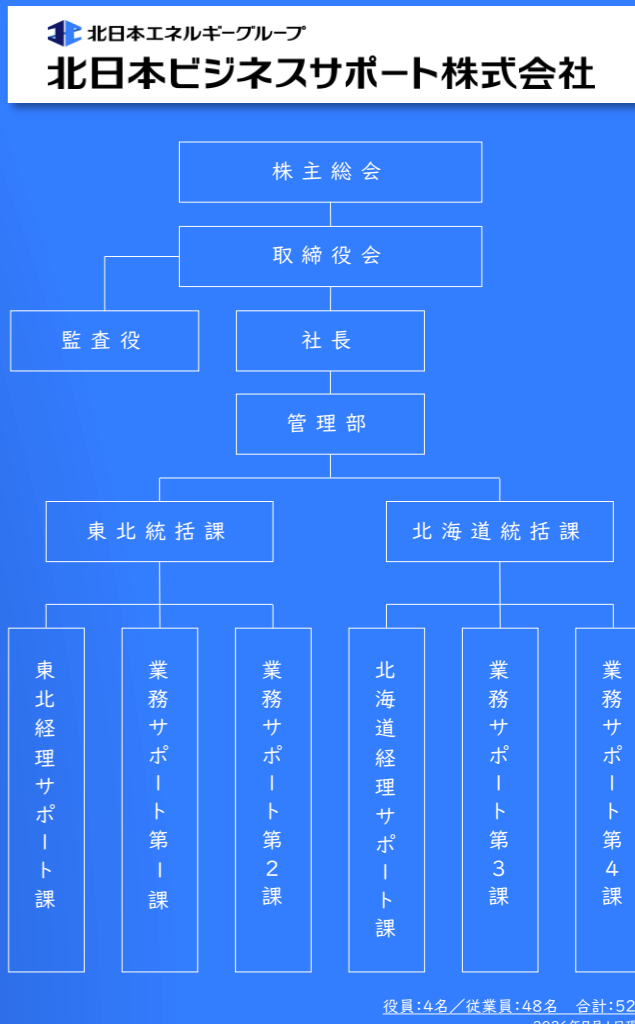 北日本エネルギーグループ
北日本ビジネスサポート株式会社
株主総会
取締役会
監査役
社長
管理部
東北統括課
北海道統括課
東北経理サポート課
業務サポート第1課
業務サポート第2課
北海道経理サポート課
業務サポート第3課
業務サポート第4課
役員:4名／従業員:48名　合計:52